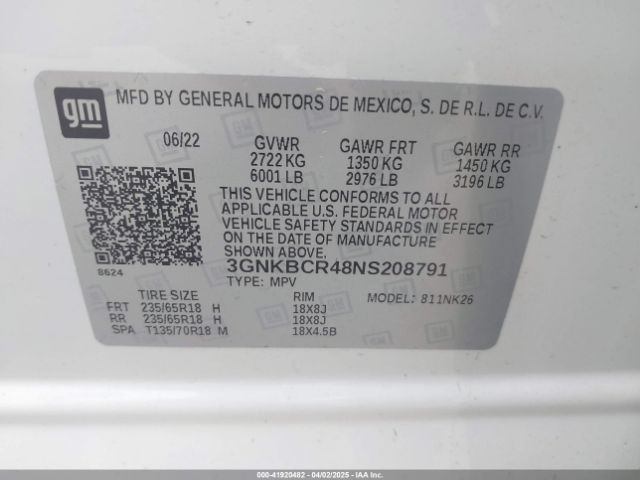 gm
MFD BY GENERAL MOTORS DE MEXICO, S. DE R.L. DE C.V.
06/22 GVWR GAWR FRT GAWR RR
2722 KG 1350 KG 1450 KG
6001 LB 2976 LB 3196 LB
THIS VEHICLE CONFORMS TO ALL
APPLICABLE U.S. FEDERAL MOTOR
VEHICLE SAFETY STANDARDS IN EFFECT
ON THE DATE OF MANUFACTURE
SHOWN ABOVE.
8624
3GNKBCR48NS208791
TYPE: MPV MODEL: 811NK26
TIRE SIZE RIM
FRT 235/65R18 H 18X8J
RR 235/65R18 H 18X8J
SPA T135/70R18 M 18X4.5B
000-41920482 - 04/02/2025 - IAAI.COM